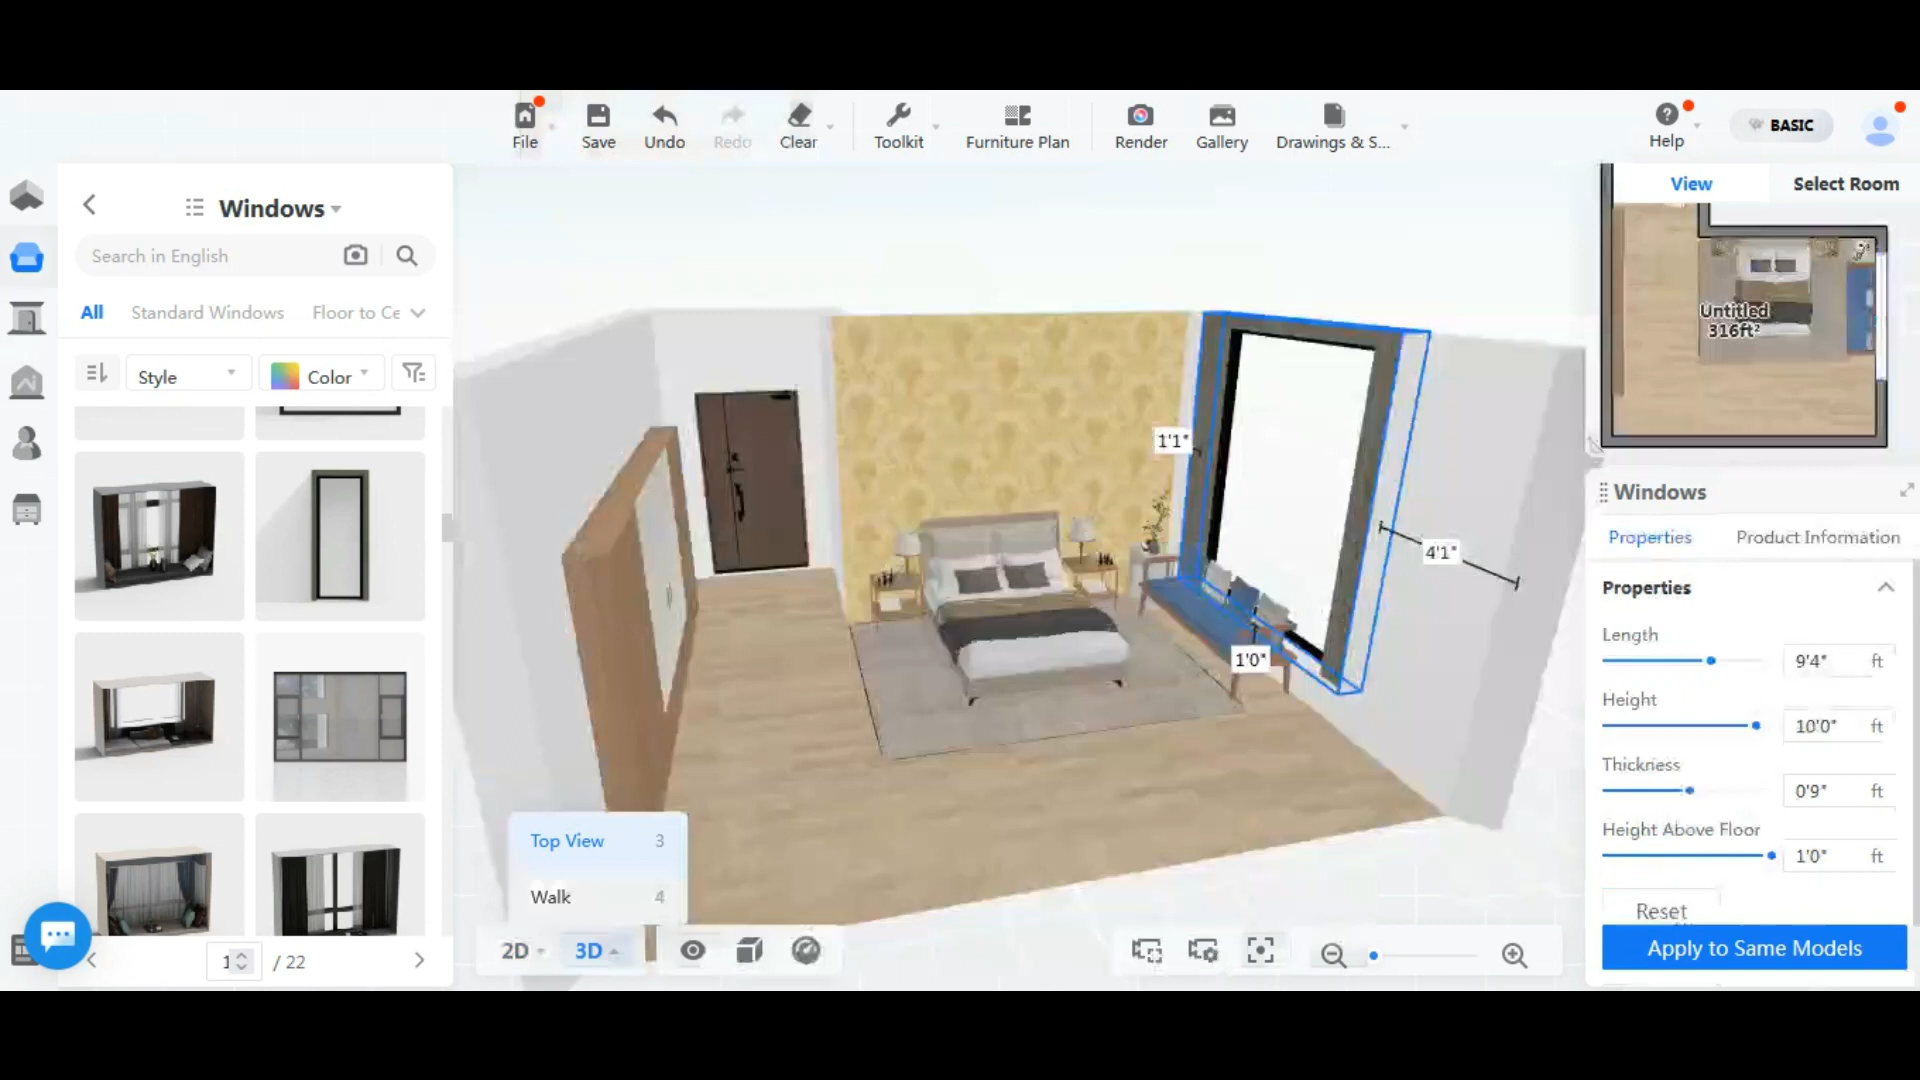 File
Save
Undo
Redo
Clear
Toolkit
Furniture Plan
Render
Gallery
Drawings & S...
Help
BASIC
Windows
Search in English
All Standard Windows Floor to Ce
Style
Color
1 / 22
1'1"
4'1"
1'0"
Top View 3
Walk 4
2D
3D
View
Select Room
Untitled
316ft²
Windows
Properties Product Information
Properties
Length
9'4" ft
Height
10'0" ft
Thickness
0'9" ft
Height Above Floor
1'0" ft
Reset
Apply to Same Models